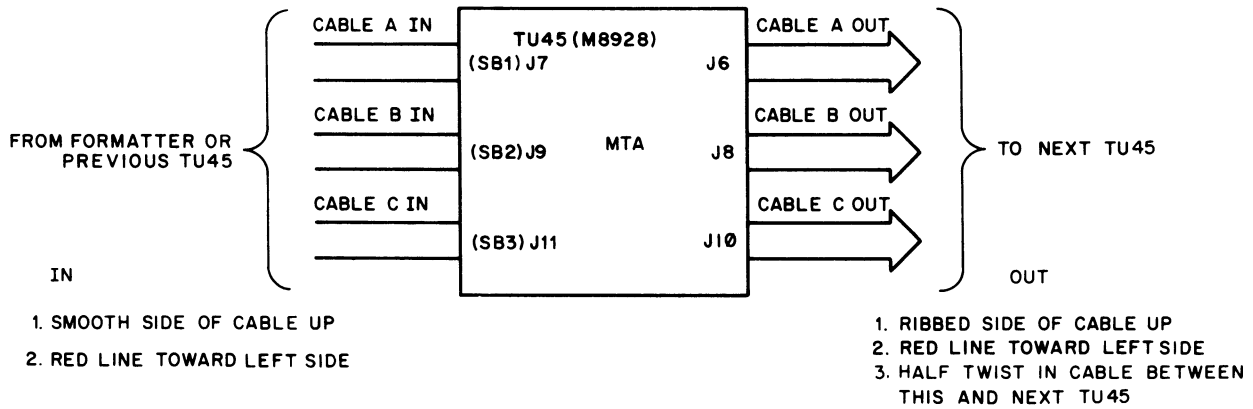 CABLE A IN
TU45 (M8928)
CABLE A OUT
(SB1) J7
J6
CABLE B IN
CABLE B OUT
FROM FORMATTER OR
PREVIOUS TU45
(SB2) J9
MTA
J8
TO NEXT TU45
CABLE C IN
CABLE C OUT
(SB3) J11
J10
IN
OUT
1. SMOOTH SIDE OF CABLE UP
2. RED LINE TOWARD LEFT SIDE
1. RIBBED SIDE OF CABLE UP
2. RED LINE TOWARD LEFT SIDE
3. HALF TWIST IN CABLE BETWEEN
THIS AND NEXT TU45